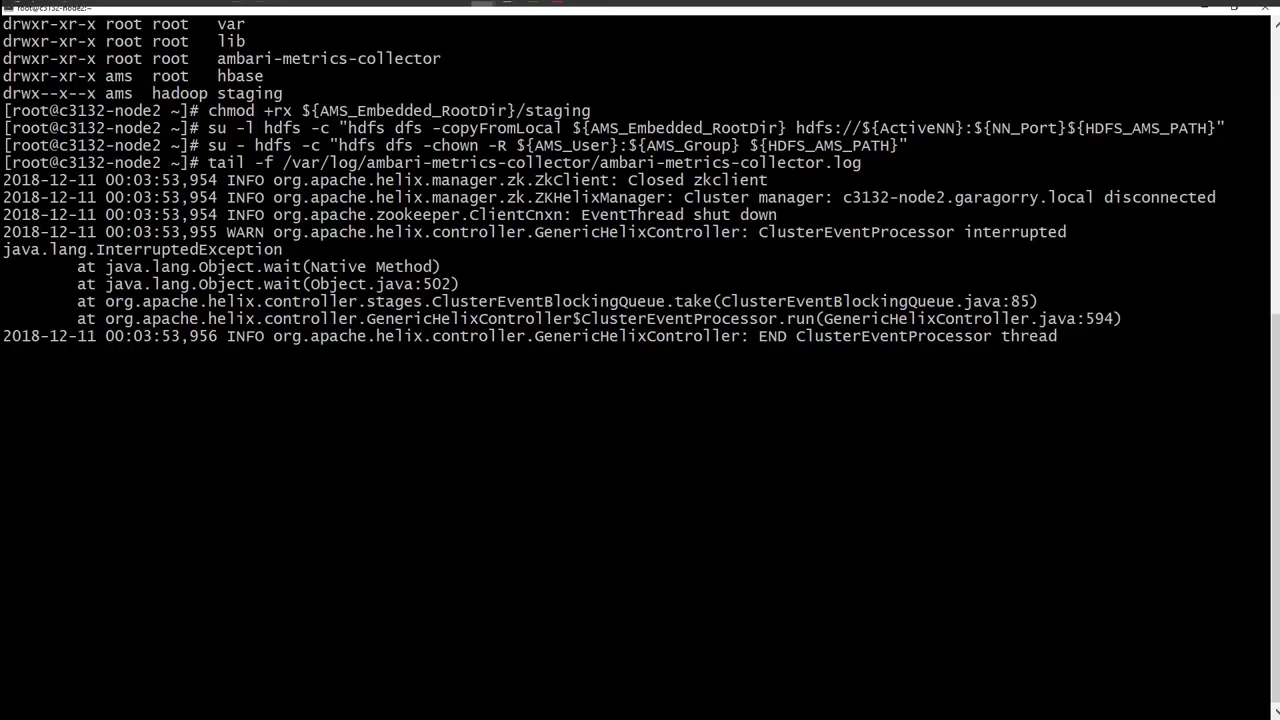 root@c3132-node2:~
drwxr-xr-x root root   var
drwxr-xr-x root root   lib
drwxr-xr-x root root   ambari-metrics-collector
drwxr-xr-x ams  root   hbase
drwx--x--x ams  hadoop staging
[root@c3132-node2 ~]# chmod +rx ${AMS_Embedded_RootDir}/staging
[root@c3132-node2 ~]# su -l hdfs -c "hdfs dfs -copyFromLocal ${AMS_Embedded_RootDir} hdfs://${ActiveNN}:${NN_Port}${HDFS_AMS_PATH}"
[root@c3132-node2 ~]# su - hdfs -c "hdfs dfs -chown -R ${AMS_User}:${AMS_Group} ${HDFS_AMS_PATH}"
[root@c3132-node2 ~]# tail -f /var/log/ambari-metrics-collector/ambari-metrics-collector.log
2018-12-11 00:03:53,954 INFO org.apache.helix.manager.zk.ZkClient: Closed zkclient
2018-12-11 00:03:53,954 INFO org.apache.helix.manager.zk.ZKHelixManager: Cluster manager: c3132-node2.garagorry.local disconnected
2018-12-11 00:03:53,954 INFO org.apache.zookeeper.ClientCnxn: EventThread shut down
2018-12-11 00:03:53,955 WARN org.apache.helix.controller.GenericHelixController: ClusterEventProcessor interrupted
java.lang.InterruptedException
        at java.lang.Object.wait(Native Method)
        at java.lang.Object.wait(Object.java:502)
        at org.apache.helix.controller.stages.ClusterEventBlockingQueue.take(ClusterEventBlockingQueue.java:85)
        at org.apache.helix.controller.GenericHelixController$ClusterEventProcessor.run(GenericHelixController.java:594)
2018-12-11 00:03:53,956 INFO org.apache.helix.controller.GenericHelixController: END ClusterEventProcessor thread